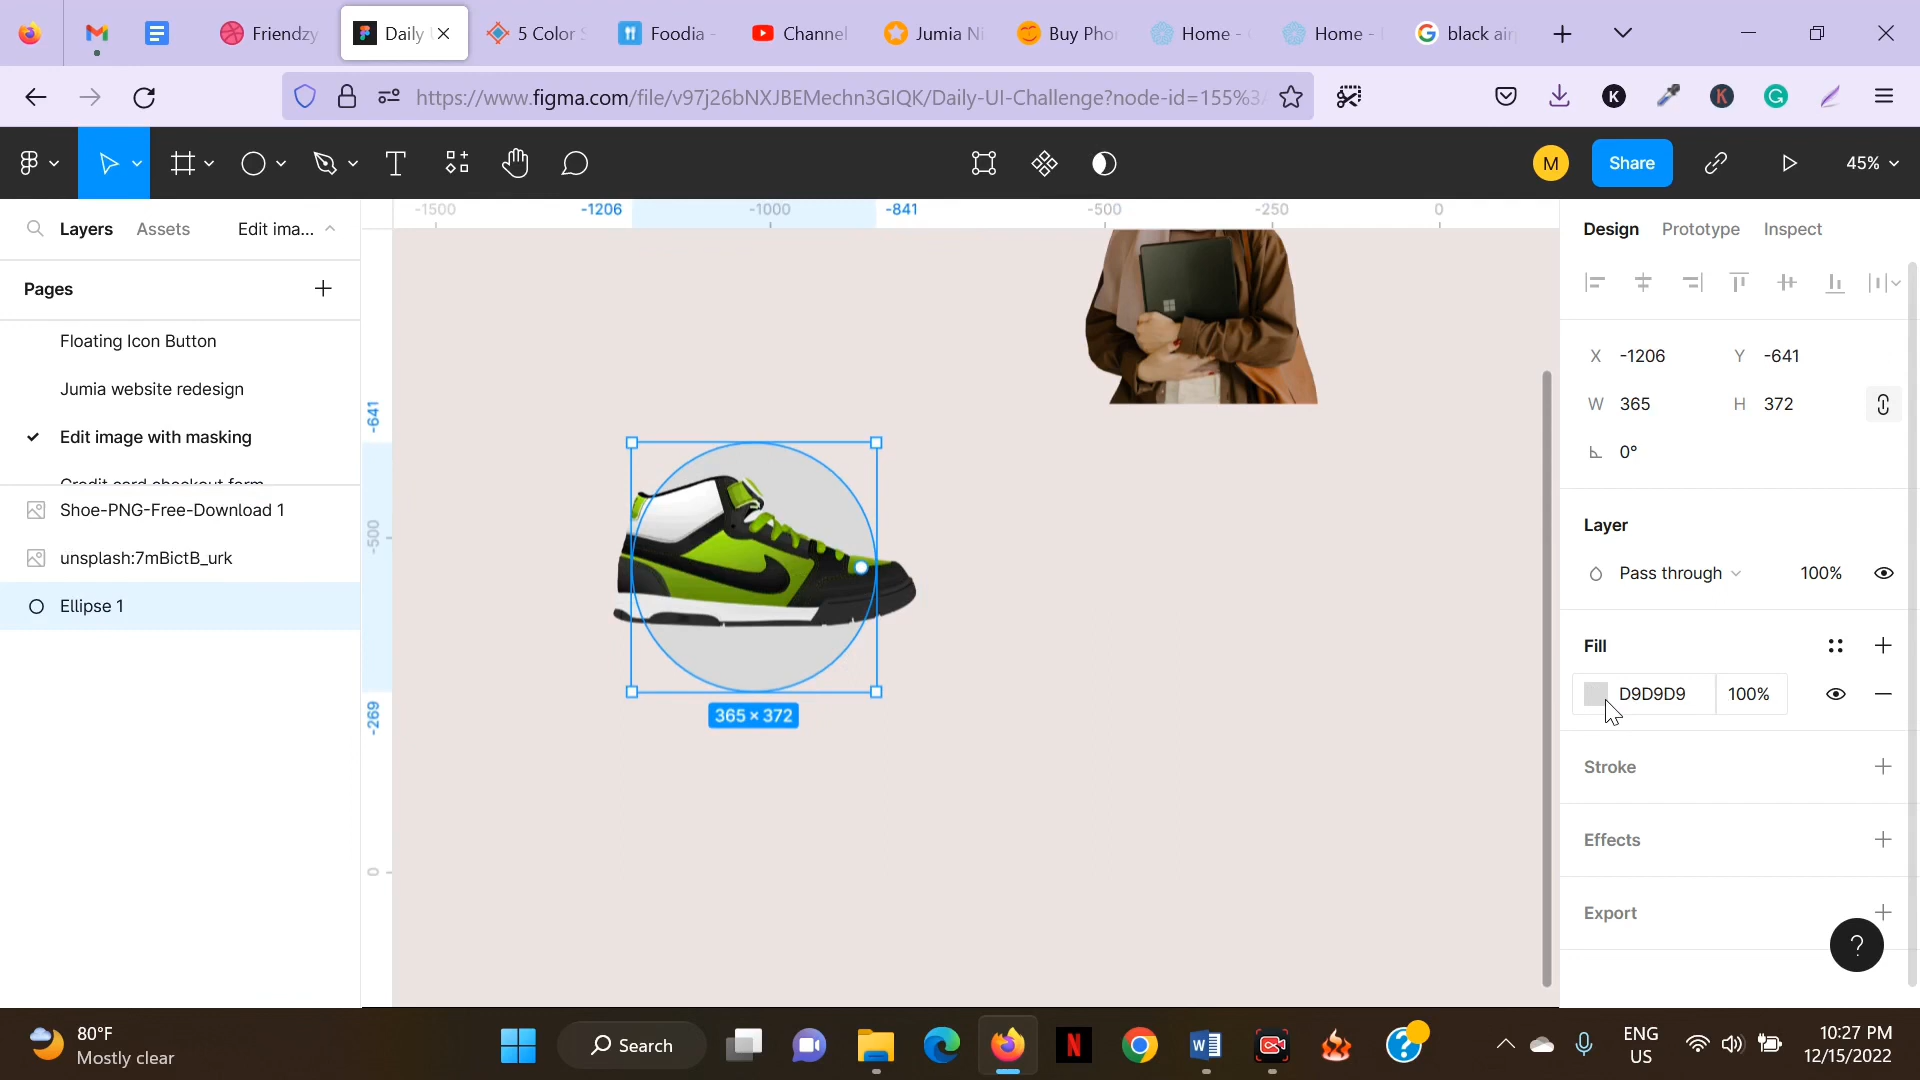 Friendzy
Daily
5 Color
Foodia -
Channel
Jumia Ni
Buy Pho
Home -
Home -
black air
https://www.figma.com/file/v97j26bNXJBEMechn3GIQK/Daily-UI-Challenge?node-id=155%3
M
Share
45%
Layers
Assets
Edit ima...
-1500
-1206
-1000
-841
-500
-250
0
Design
Prototype
Inspect
Pages
Floating Icon Button
Jumia website redesign
Edit image with masking
Credit card checkout form
Shoe-PNG-Free-Download 1
unsplash:7mBictB_urk
Ellipse 1
-641
-500
-269
0
365 × 372
X -1206
Y -641
W 365
H 372
0°
Layer
Pass through
100%
Fill
D9D9D9
100%
Stroke
Effects
Export
?
80°F
Mostly clear
Search
ENG
US
10:27 PM
12/15/2022